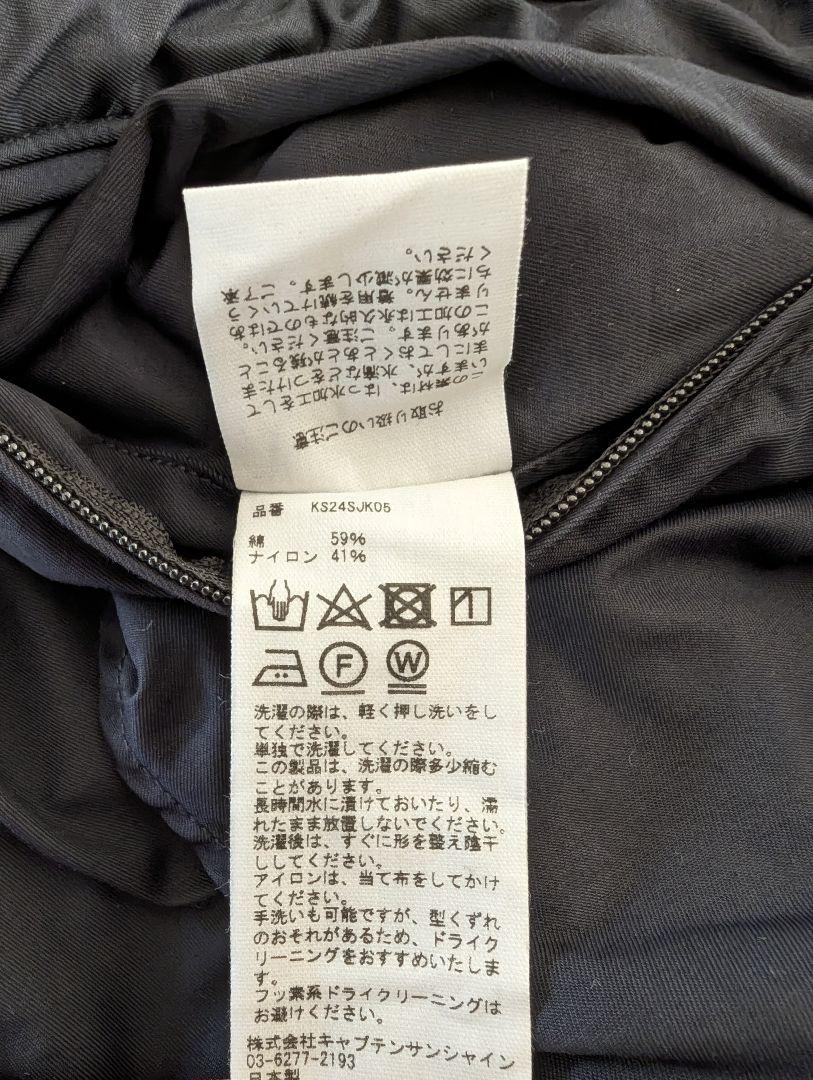 お取り扱いのご注意
この素材は、はっ水加工をして
いますが、水滴などをつけたま
まにしておくとあとが残ること
があります。ご注意ください。
この加工は永久的なものではあ
りません。着用を続けていくう
ちに効果が減少します。ご了承
ください。
品番 KS24SJK05
綿 59%
ナイロン 41%
F
W
洗濯の際は、軽く押し洗いをし
てください。
単独で洗濯してください。
この製品は、洗濯の際多少縮む
ことがあります。
長時間水に漬けておいたり、濡
れたまま放置しないでください。
洗濯後は、すぐに形を整え陰干
ししてください。
アイロンは、当て布をしてかけ
てください。
手洗いも可能ですが、型くずれ
のおそれがあるため、ドライク
リーニングをおすすめいたしま
す。
フッ素系ドライクリーニングは
お避けください。
株式会社キャプテンサンシャイン
03-6277-2193
日本製